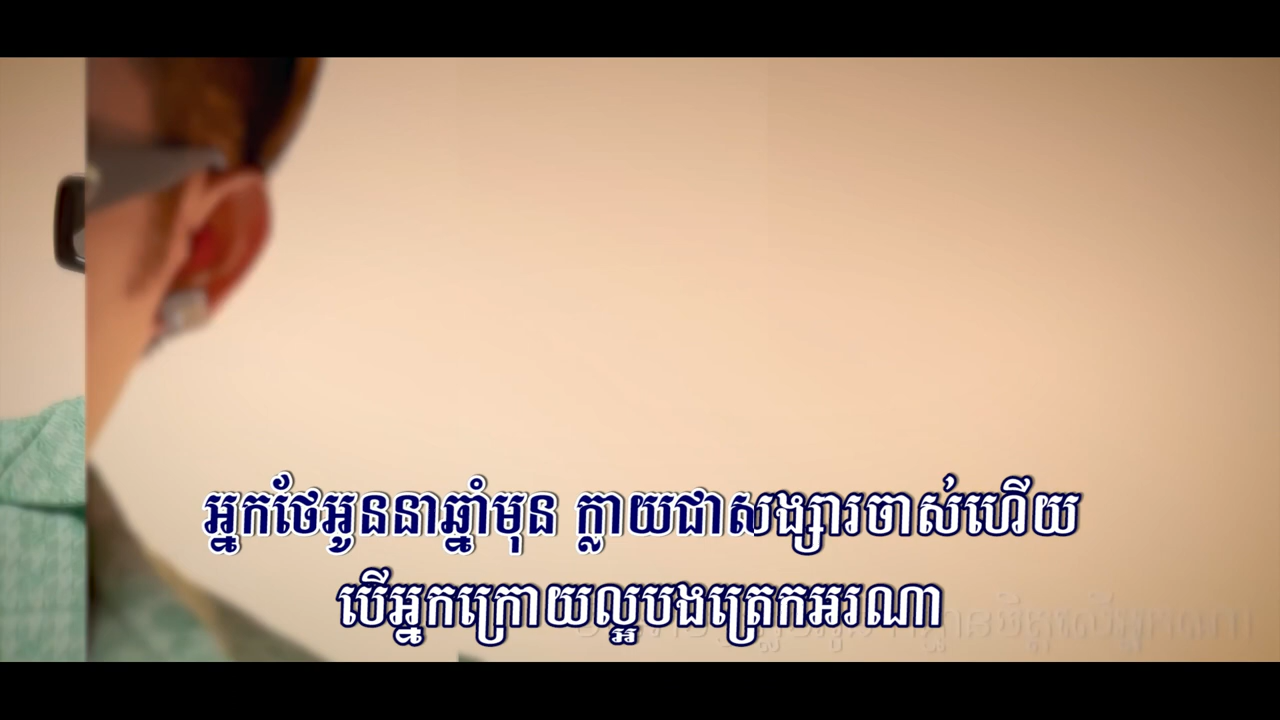 អ្នកថែអូននាឆ្នាំមុន ក្លាយជាសង្សារចាស់ហើយ
បើអ្នកក្រោយល្អបងត្រេកអរណា